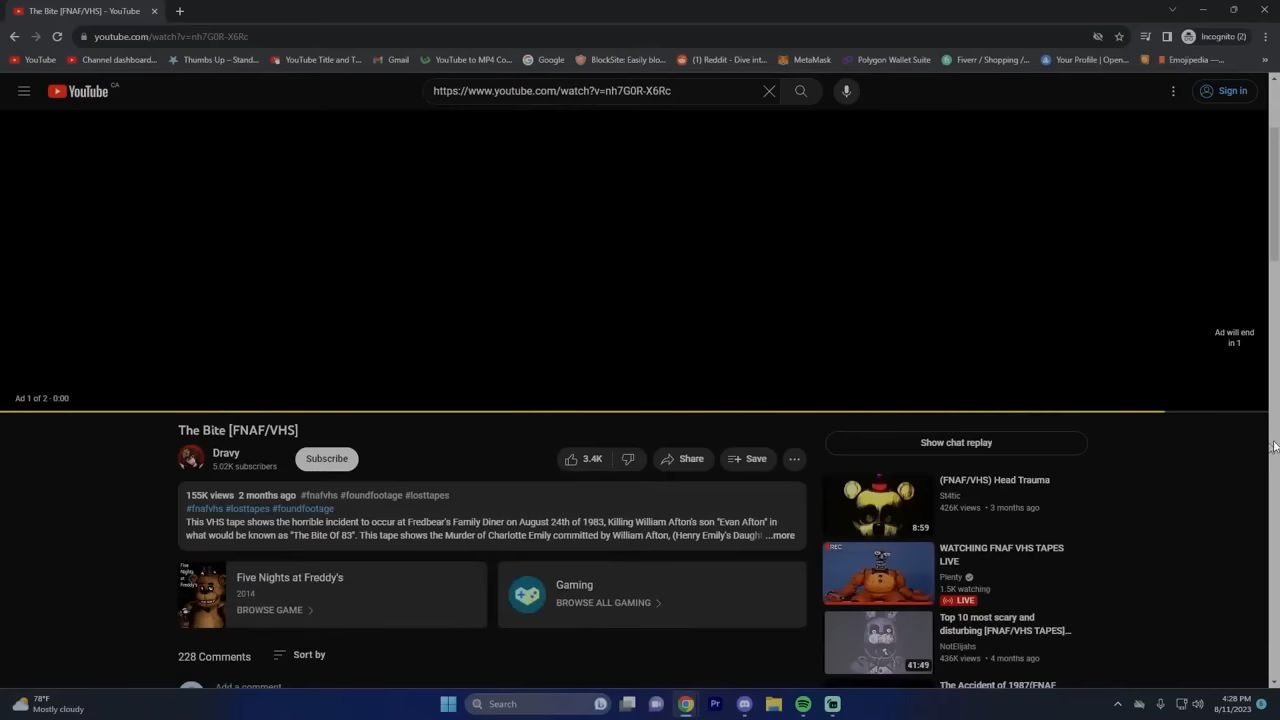 The Bite [FNAF/VHS] - YouTube
youtube.com/watch?v=nh7G0R-X6Rc
Incognito (2)
YouTube
Channel dashboard...
Thumbs Up – Stand...
YouTube Title and T...
Gmail
YouTube to MP4 Co...
Google
BlockSite: Easily blo...
(1) Reddit - Dive int...
MetaMask
Polygon Wallet Suite
Fiverr / Shopping /...
Your Profile | Open...
Emojipedia —...
YouTube CA
https://www.youtube.com/watch?v=nh7G0R-X6Rc
Sign in
Ad will end
in 1
Ad 1 of 2 · 0:00
The Bite [FNAF/VHS]
Dravy
5.02K subscribers
Subscribe
3.4K
Share
Save
155K views 2 months ago #fnafvhs #foundfootage #losttapes
#fnafvhs #losttapes #foundfootage
This VHS tape shows the horrible incident to occur at Fredbear's Family Diner on August 24th of 1983, Killing William Afton's son "Evan Afton" in
what would be known as "The Bite Of 83". This tape shows the Murder of Charlotte Emily committed by William Afton, (Henry Emily's Daugh ...more
Five Nights at Freddy's
Five Nights at Freddy's
2014
BROWSE GAME
Gaming
BROWSE ALL GAMING
228 Comments
Sort by
Add a comment...
Show chat replay
(FNAF/VHS) Head Trauma
St4tic
426K views • 3 months ago
8:59
REC
WATCHING FNAF VHS TAPES
LIVE
Plenty
1.5K watching
LIVE
Top 10 most scary and
disturbing [FNAF/VHS TAPES]...
NotElijahs
436K views • 4 months ago
41:49
The Accident of 1987(FNAF
78°F
Mostly cloudy
Search
4:28 PM
8/11/2023